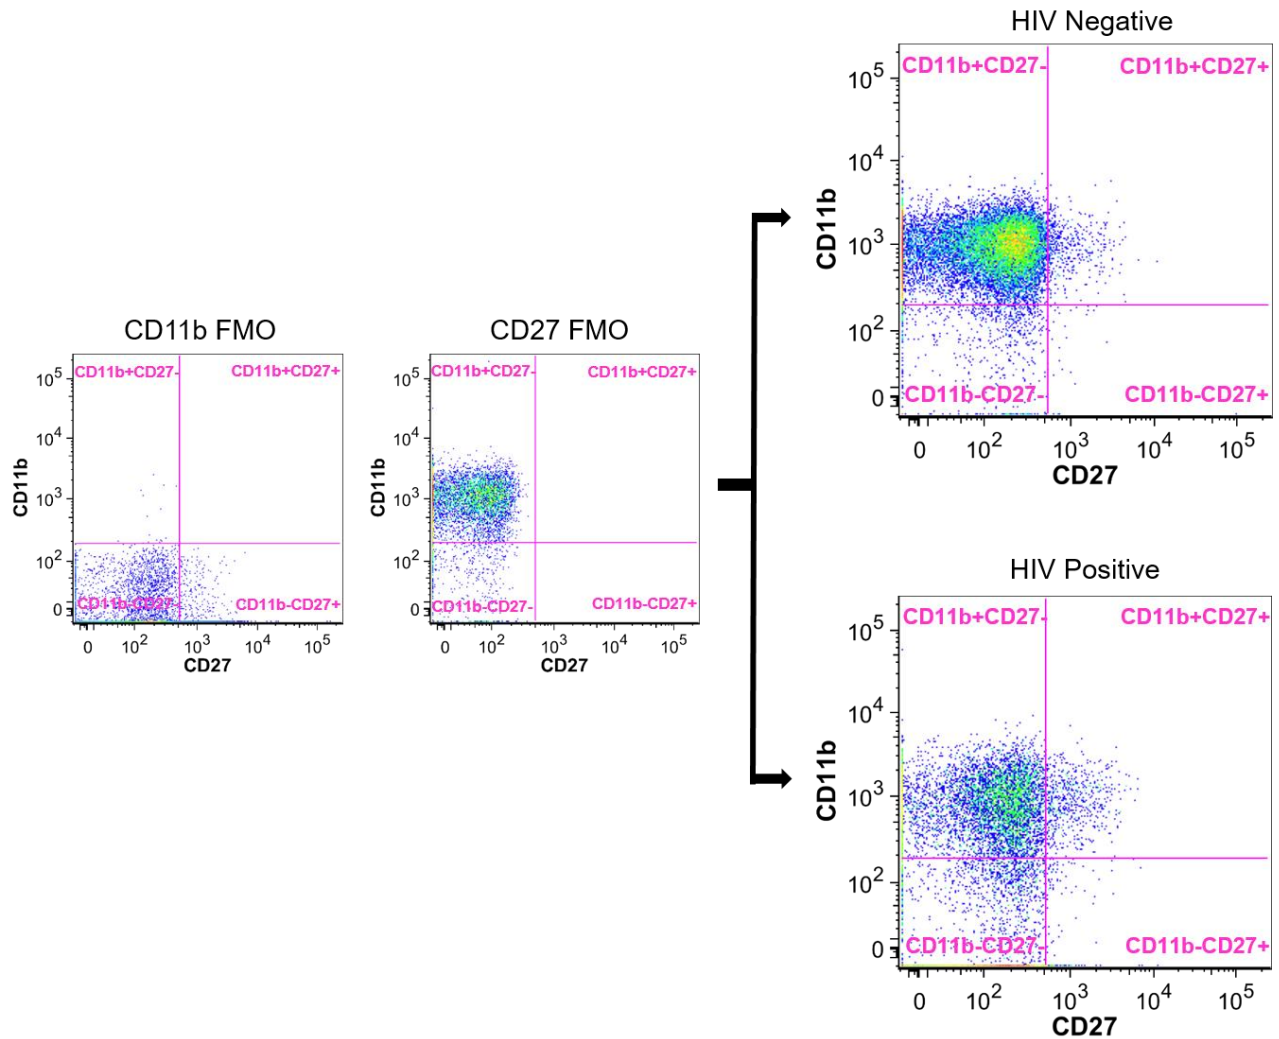 HIV Negative
CD11b+CD27- CD11b+CD27+
10^5
10^4
CD11b
10^3
10^2
0
CD11b-CD27- CD11b-CD27+
0 10^2 10^3 10^4 10^5
CD27
CD11b FMO
CD11b+CD27- CD11b+CD27+
10^5
10^4
CD11b
10^3
10^2
0
CD11b-CD27- CD11b-CD27+
0 10^2 10^3 10^4 10^5
CD27
CD27 FMO
CD11b+CD27- CD11b+CD27+
10^5
10^4
CD11b
10^3
10^2
0
CD11b-CD27- CD11b-CD27+
0 10^2 10^3 10^4 10^5
CD27
HIV Positive
CD11b+CD27- CD11b+CD27+
10^5
10^4
CD11b
10^3
10^2
0
CD11b-CD27- CD11b-CD27+
0 10^2 10^3 10^4 10^5
CD27